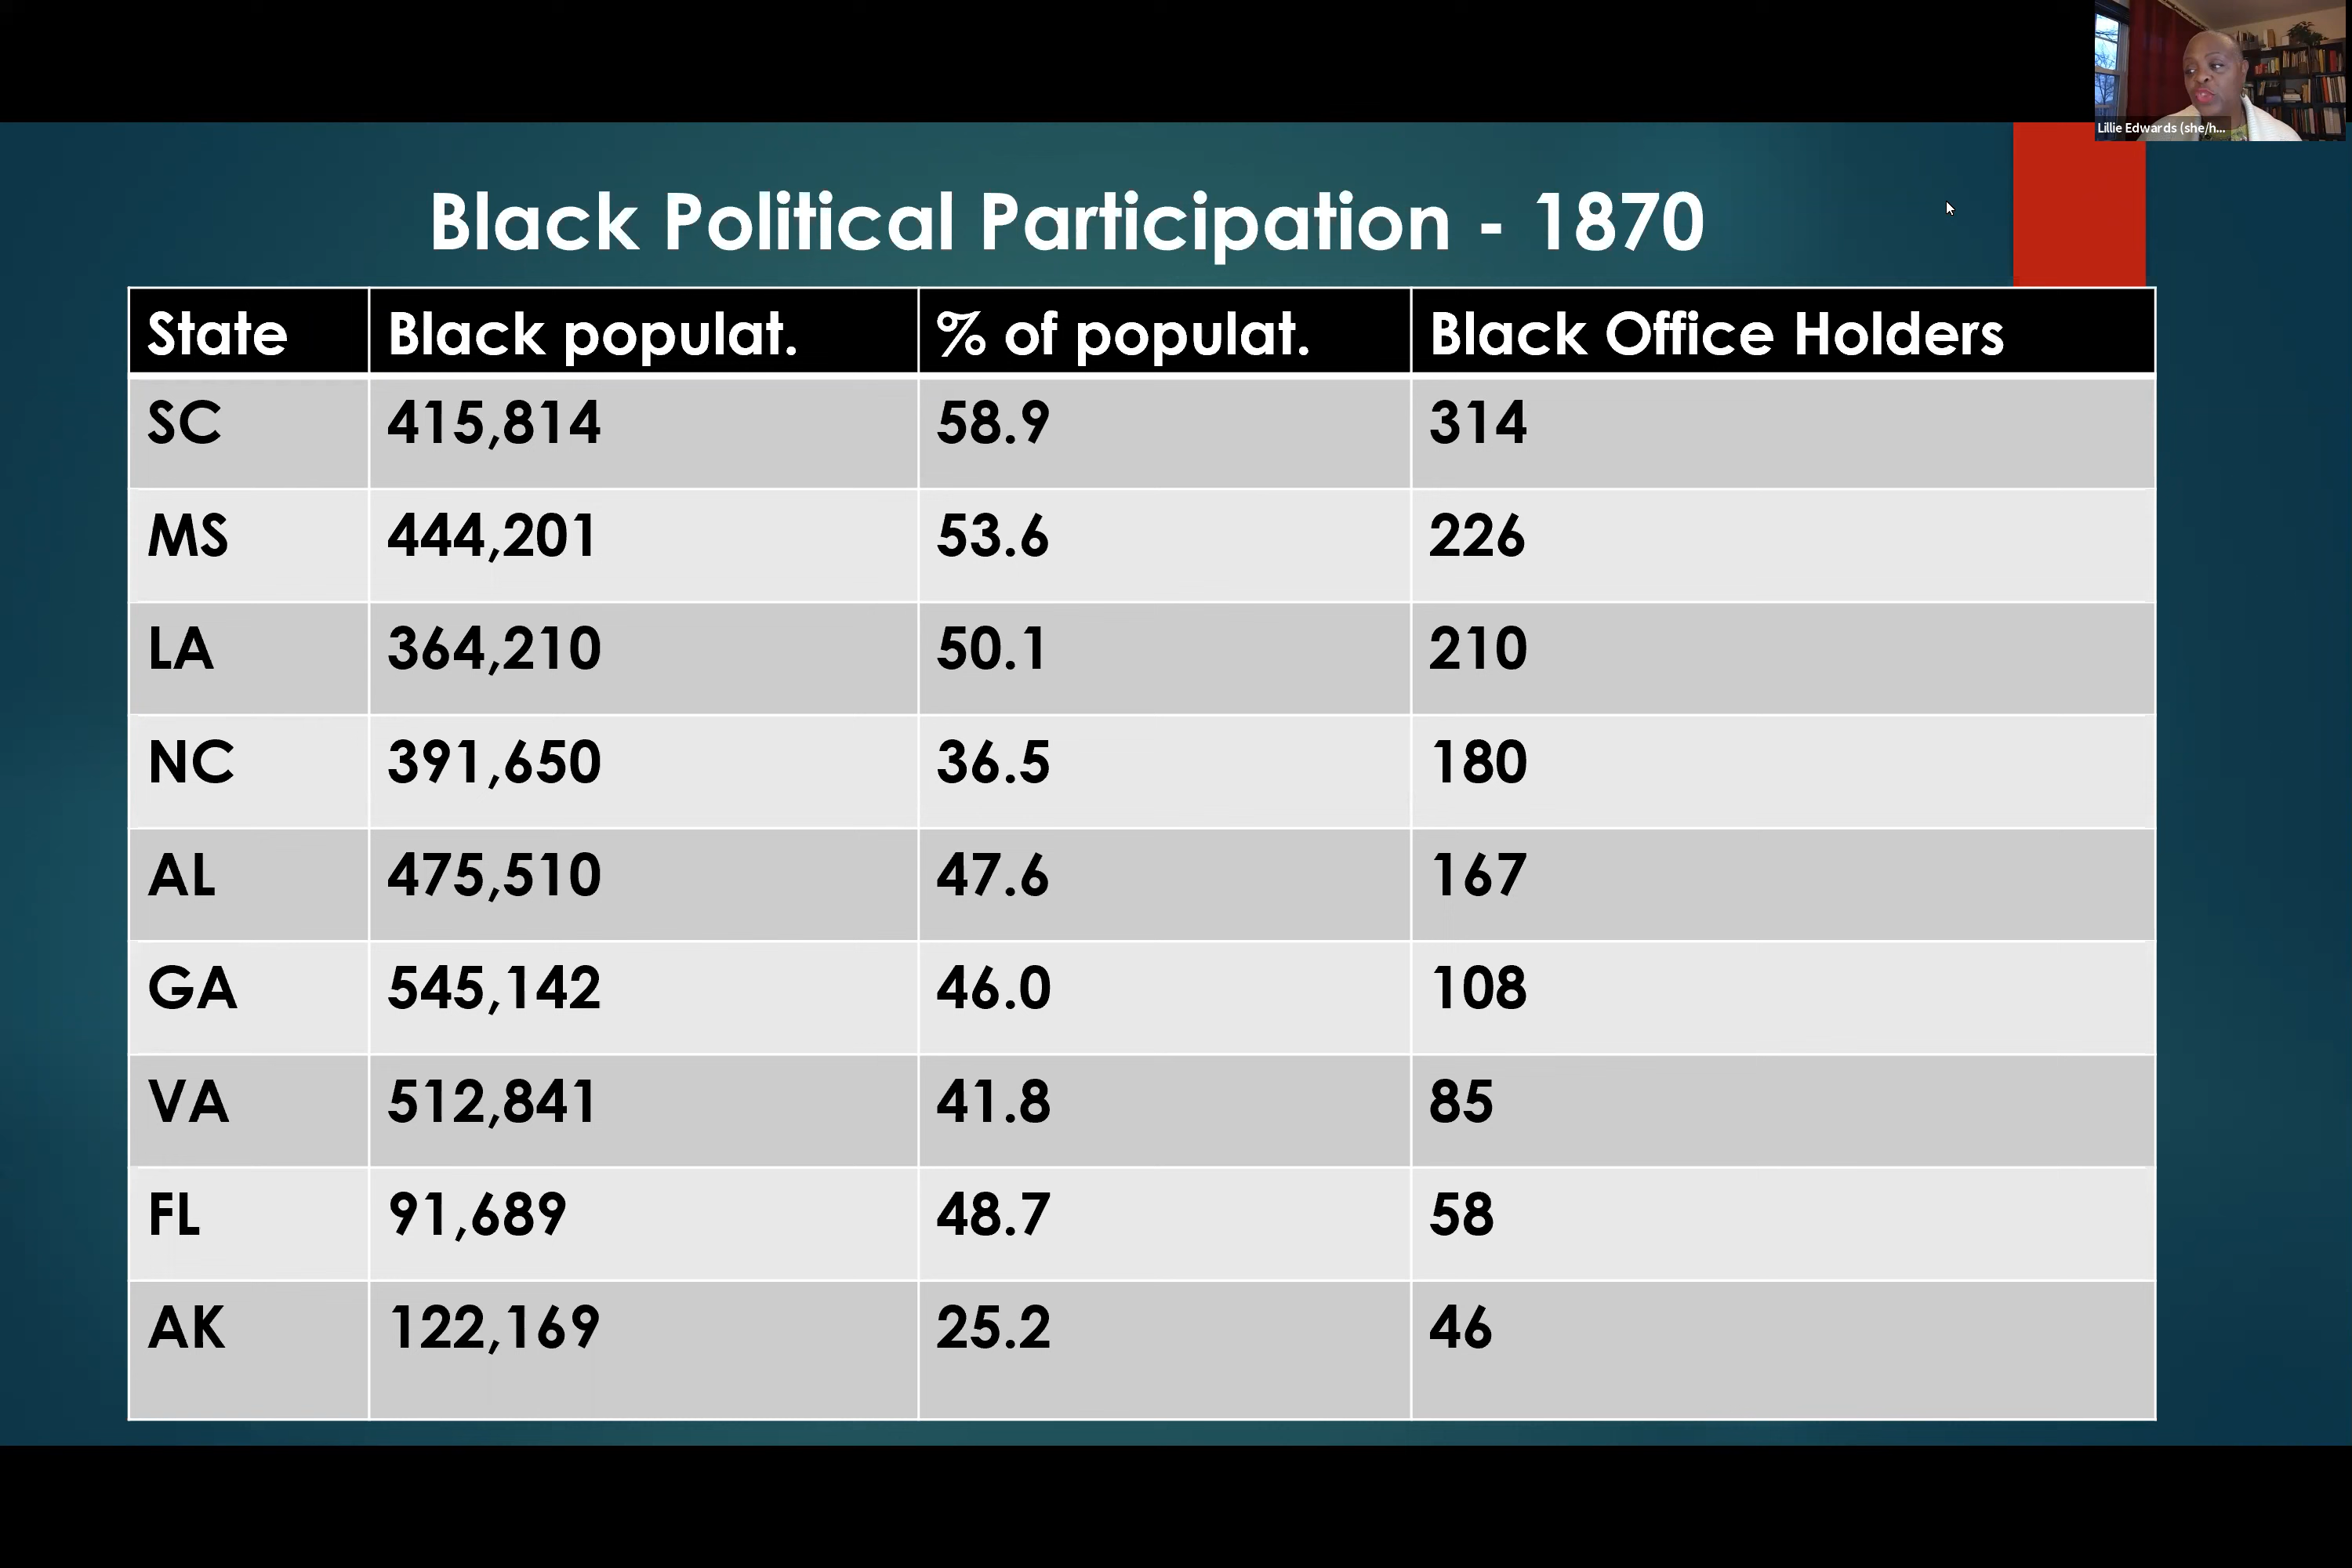 Lillie Edwards (she/h...
Black Political Participation - 1870
State Black populat. % of populat. Black Office Holders
SC 415,814 58.9 314
MS 444,201 53.6 226
LA 364,210 50.1 210
NC 391,650 36.5 180
AL 475,510 47.6 167
GA 545,142 46.0 108
VA 512,841 41.8 85
FL 91,689 48.7 58
AK 122,169 25.2 46